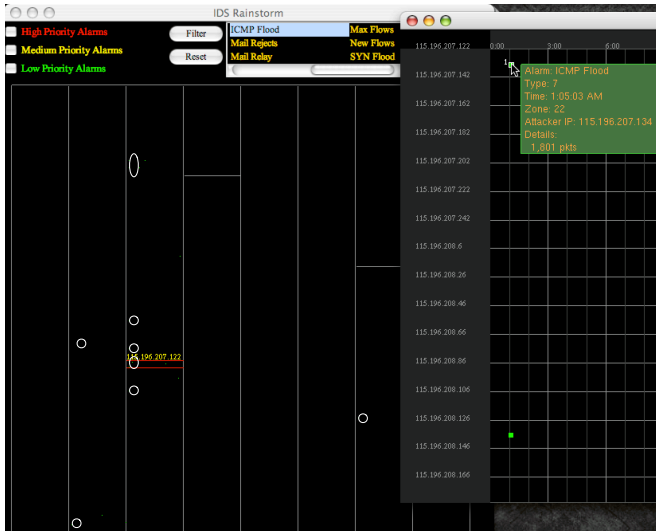 IDS Rainstorm
High Priority Alarms
Medium Priority Alarms
Low Priority Alarms
Filter
Reset
ICMP Flood Max Flows
Mail Rejects New Flows
Mail Relay SYN Flood
115.196.207.122
115.196.207.122
115.196.207.142
115.196.207.162
115.196.207.182
115.196.207.202
115.196.207.222
115.196.207.242
115.196.208.6
115.196.208.26
115.196.208.46
115.196.208.66
115.196.208.86
115.196.208.106
115.196.208.126
115.196.208.146
115.196.208.166
0:00 3:00 6:00
1
Alarm: ICMP Flood
Type: 7
Time: 1:05:03 AM
Zone: 22
Attacker IP: 115.196.207.134
Details:
1,801 pkts